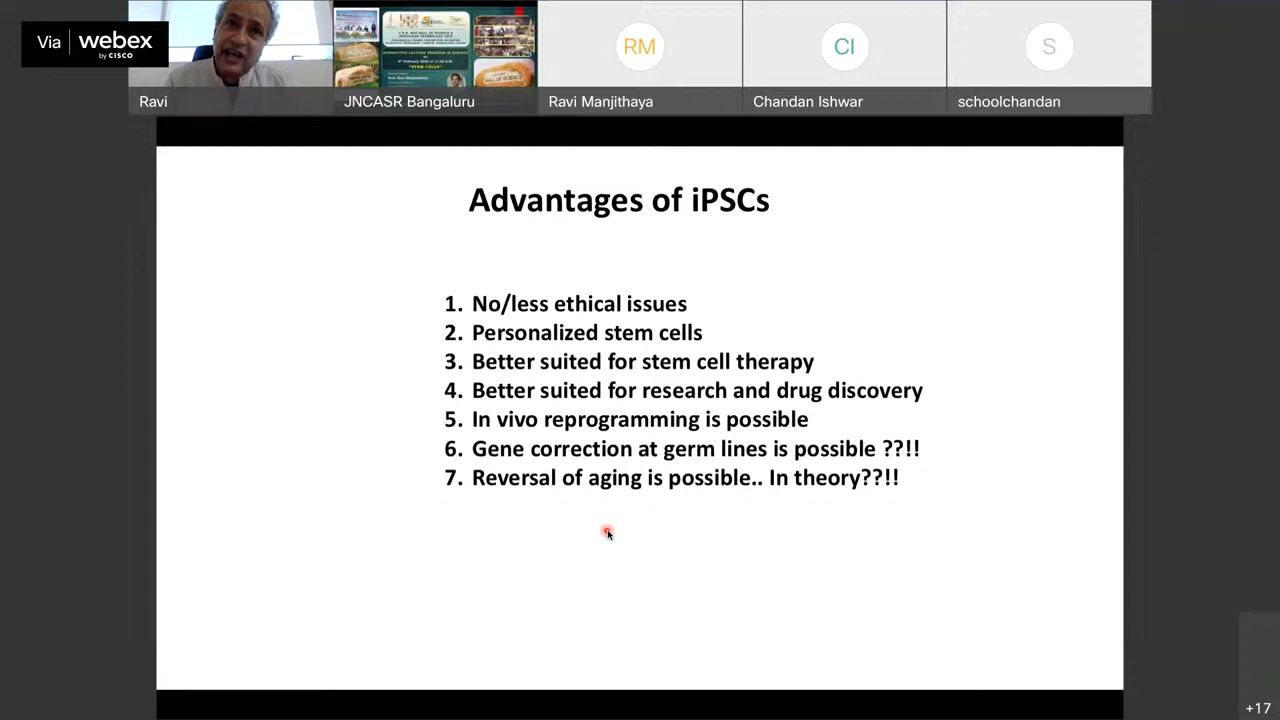 Via webex
by CISCO
Ravi
JNCASR Bangaluru
RM
Ravi Manjithaya
CI
Chandan Ishwar
S
schoolchandan
"STEM CELLS"
Advantages of iPSCs
1. No/less ethical issues
2. Personalized stem cells
3. Better suited for stem cell therapy
4. Better suited for research and drug discovery
5. In vivo reprogramming is possible
6. Gene correction at germ lines is possible ??!!
7. Reversal of aging is possible.. In theory??!!
+17